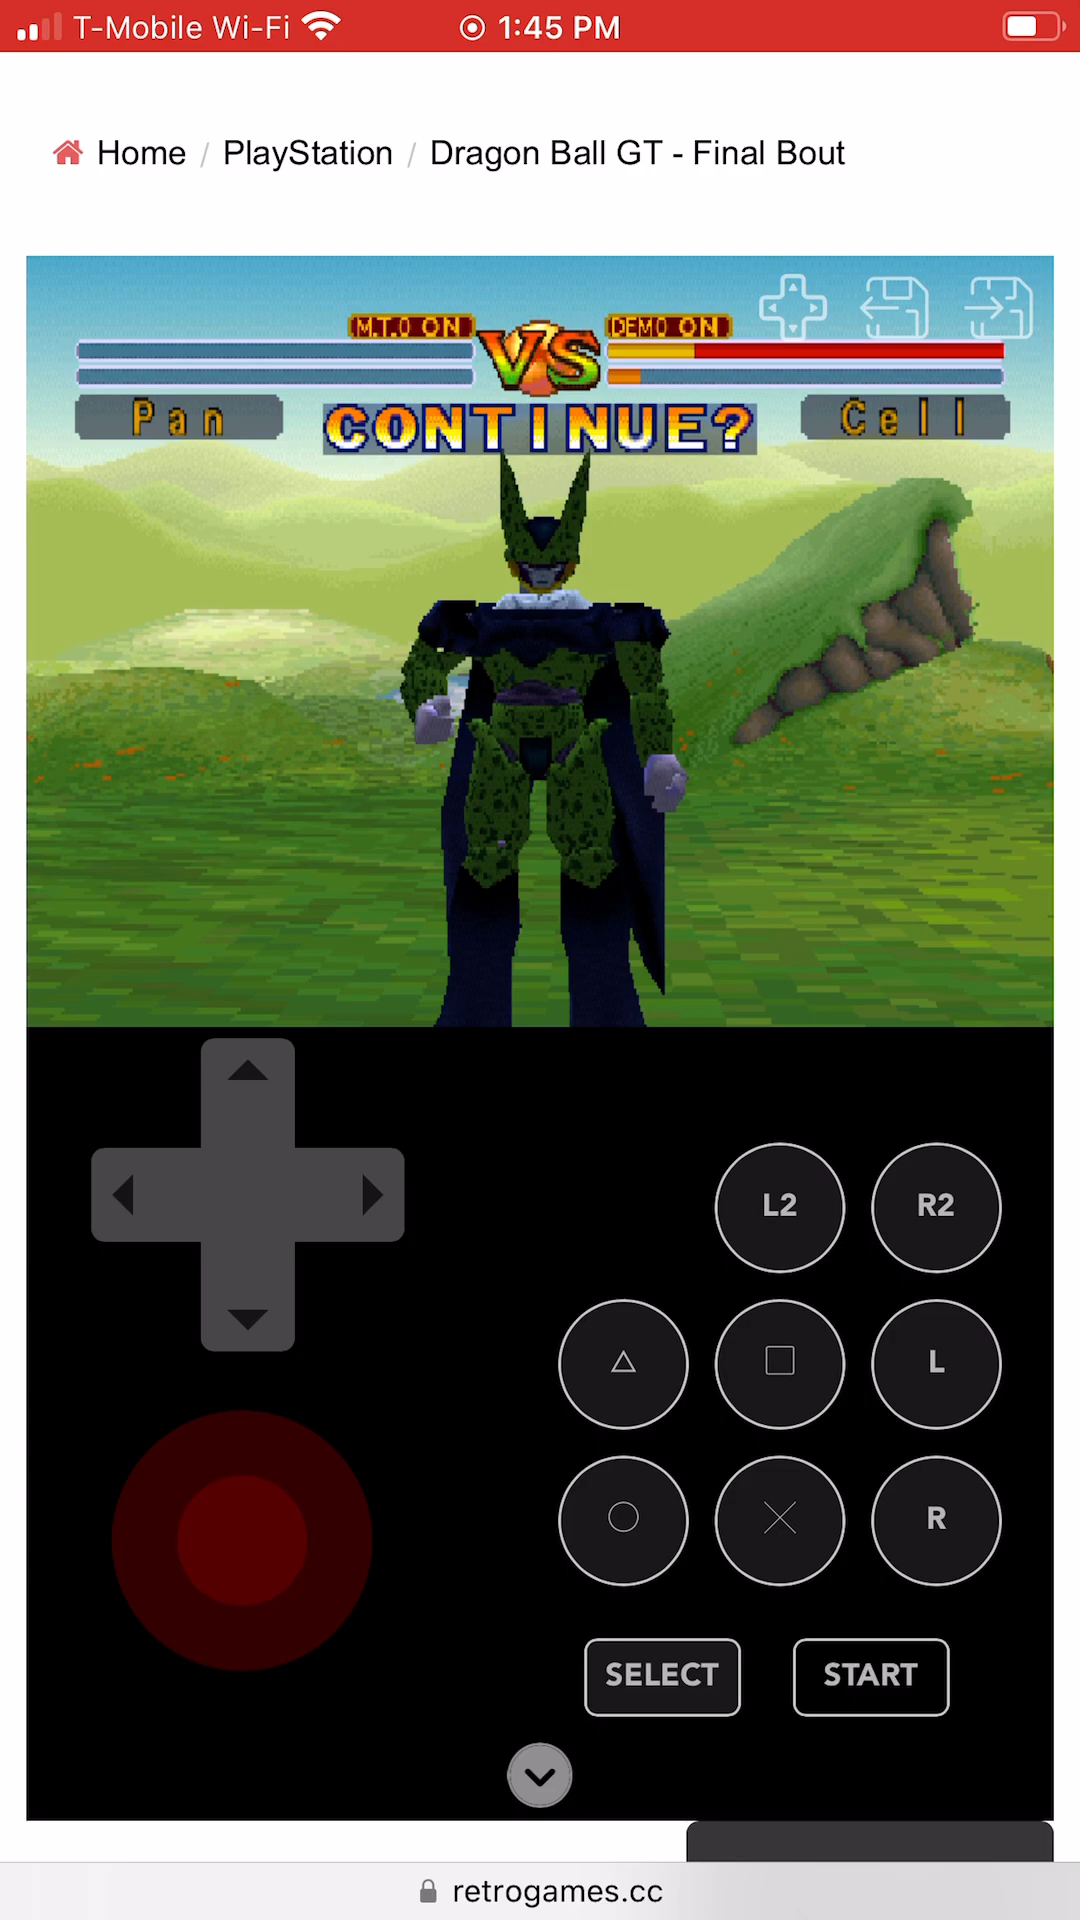 T-Mobile Wi-Fi 1:45 PM
Home / PlayStation / Dragon Ball GT - Final Bout
M.T.O ON VS DEMO ON
Pan CONTINUE? Cell
L2 R2
L
R
SELECT START
retrogames.cc